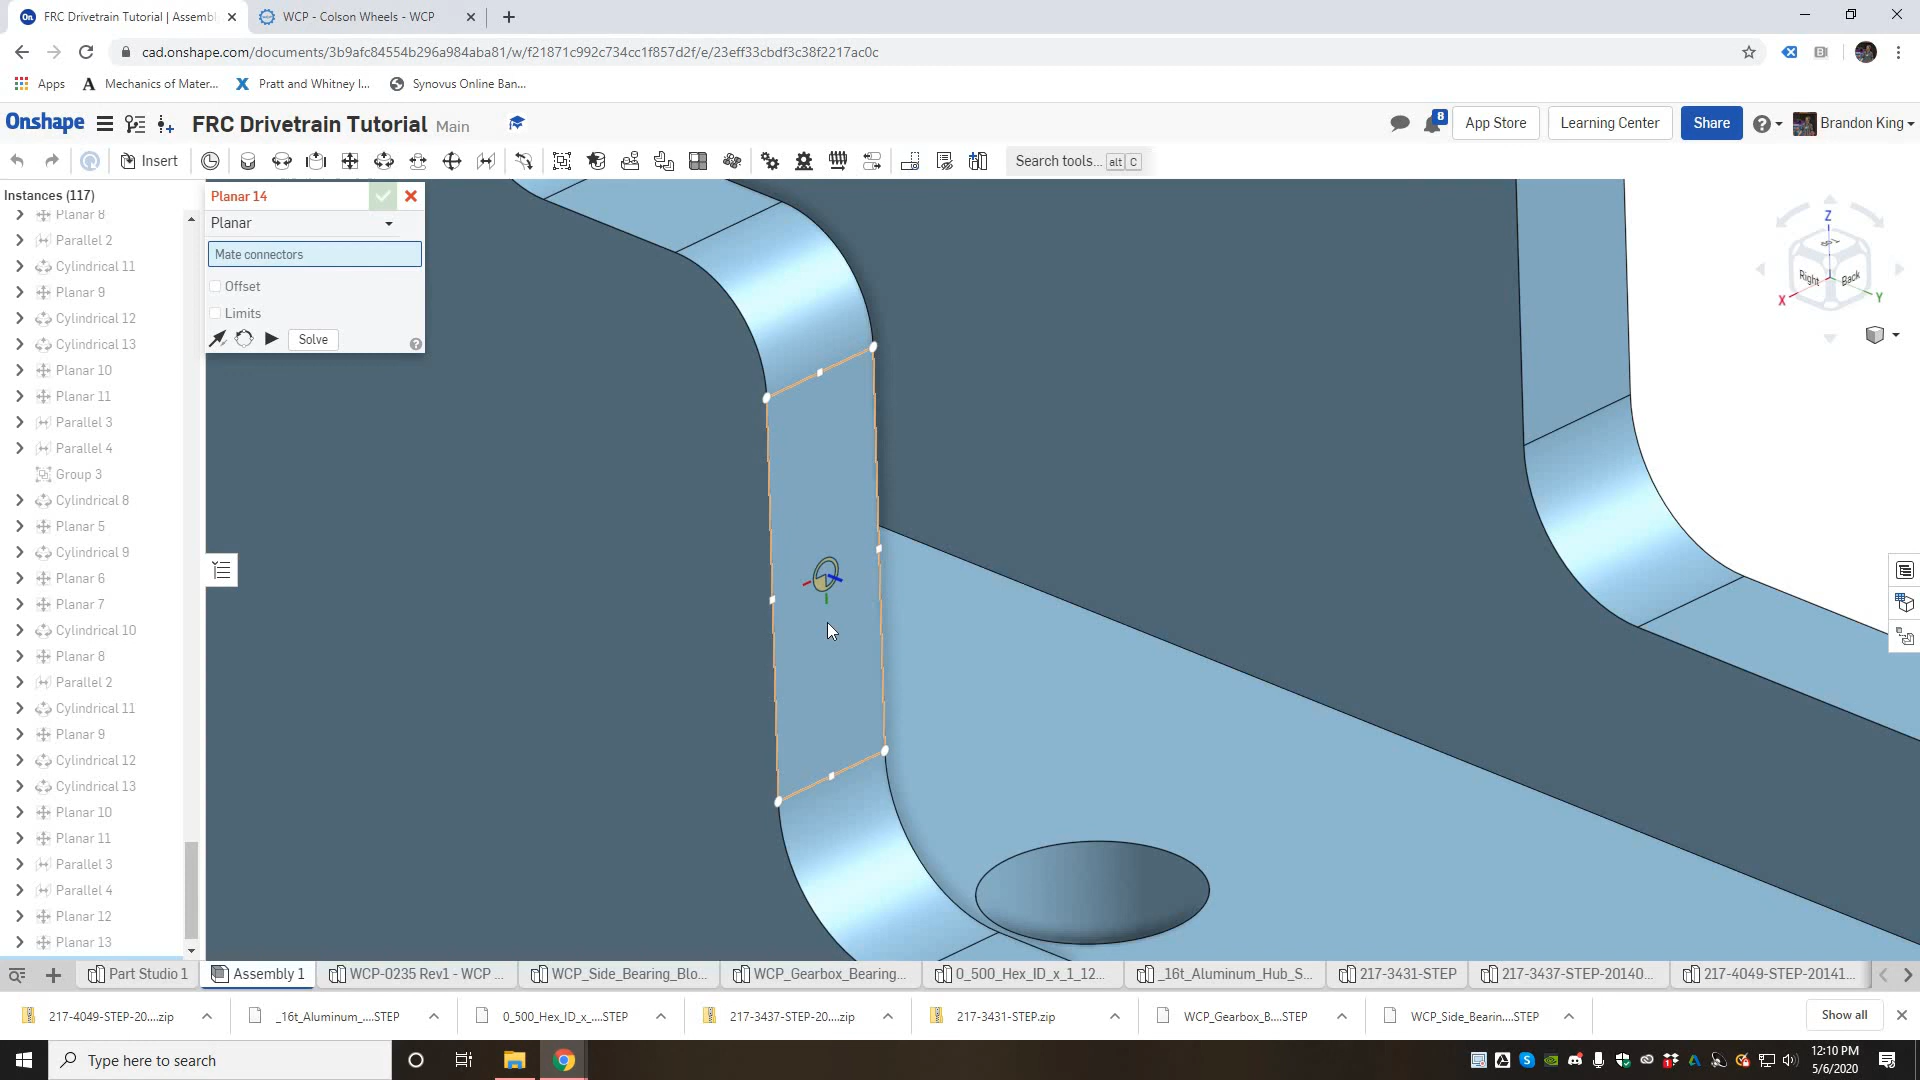 FRC Drivetrain Tutorial | Assembl
WCP - Colson Wheels - WCP
cad.onshape.com/documents/3b9afc84554b296a984aba81/w/f21871c992c734cc1f857d2f/e/23eff33cbdf3c38f2217ac0c
Apps
Mechanics of Mater...
Pratt and Whitney I...
Synovus Online Ban...
Onshape
FRC Drivetrain Tutorial Main
8
App Store
Learning Center
Share
Brandon King
Insert
Search tools... alt C
Instances (117)
Planar 8
Parallel 2
Cylindrical 11
Planar 9
Cylindrical 12
Cylindrical 13
Planar 10
Planar 11
Parallel 3
Parallel 4
Group 3
Cylindrical 8
Planar 5
Cylindrical 9
Planar 6
Planar 7
Cylindrical 10
Planar 8
Parallel 2
Cylindrical 11
Planar 9
Cylindrical 12
Cylindrical 13
Planar 10
Planar 11
Parallel 3
Parallel 4
Planar 12
Planar 13
Planar 14
Planar
Mate connectors
Offset
Limits
Solve
Z
Top
Right
Back
X
Y
Part Studio 1
Assembly 1
WCP-0235 Rev1 - WCP ...
WCP_Side_Bearing_Blo...
WCP_Gearbox_Bearing...
0_500_Hex_ID_x_1_12...
_16t_Aluminum_Hub_S...
217-3431-STEP
217-3437-STEP-20140...
217-4049-STEP-20141...
217-4049-STEP-20....zip
_16t_Aluminum_....STEP
0_500_Hex_ID_x_....STEP
217-3437-STEP-20....zip
217-3431-STEP.zip
WCP_Gearbox_B....STEP
WCP_Side_Bearin....STEP
Show all
Type here to search
12:10 PM
5/6/2020